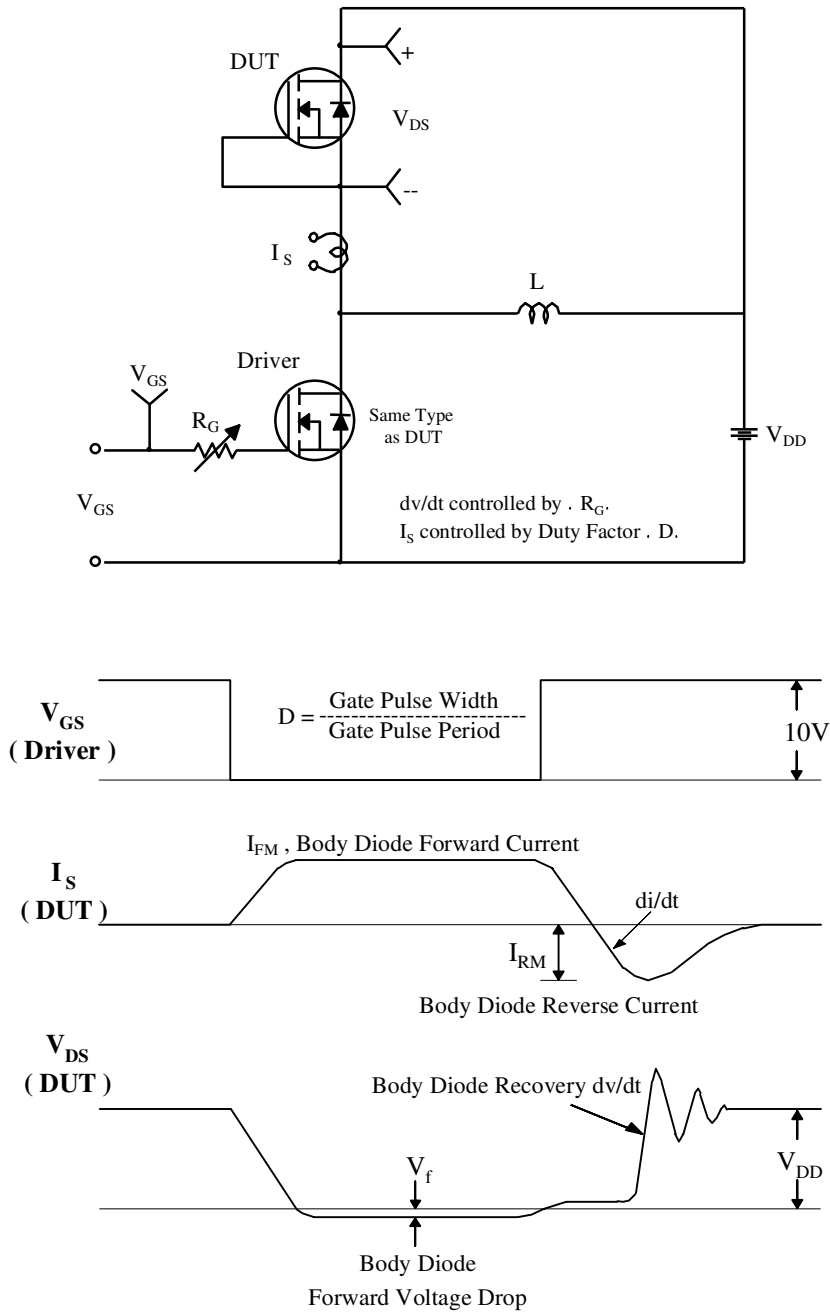 DUT
+
V_DS
--
I_S
L
Driver
V_GS
R_G
Same Type
as DUT
V_DD
V_GS
dv/dt controlled by . R_G.
I_S controlled by Duty Factor . D.
V_GS
( Driver )
D = Gate Pulse Width
--------------------------
Gate Pulse Period
10V
I_FM , Body Diode Forward Current
I_S
( DUT )
di/dt
I_RM
Body Diode Reverse Current
V_DS
( DUT )
Body Diode Recovery dv/dt
V_f
V_DD
Body Diode
Forward Voltage Drop